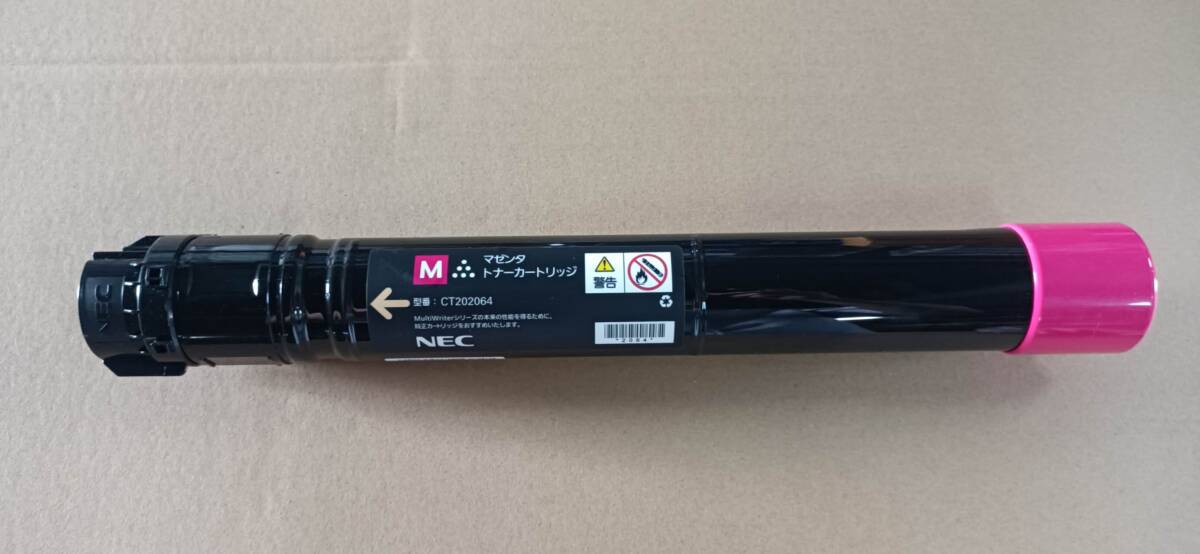 NEC
M
マゼンタ
トナーカートリッジ
型番：CT202064
MultiWriterシリーズの本来の性能を得るために、
純正カートリッジをおすすめいたします。
NEC
警告
*2064*